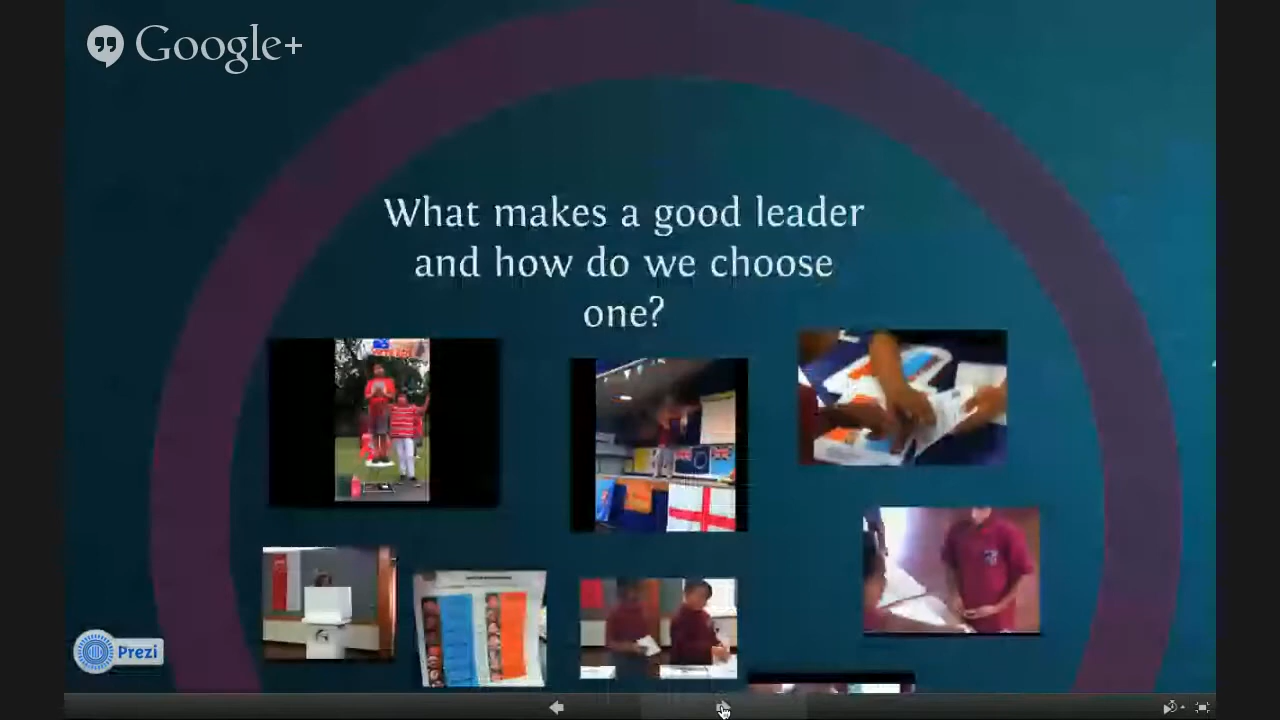 Google+
What makes a good leader
and how do we choose
one?
Prezi